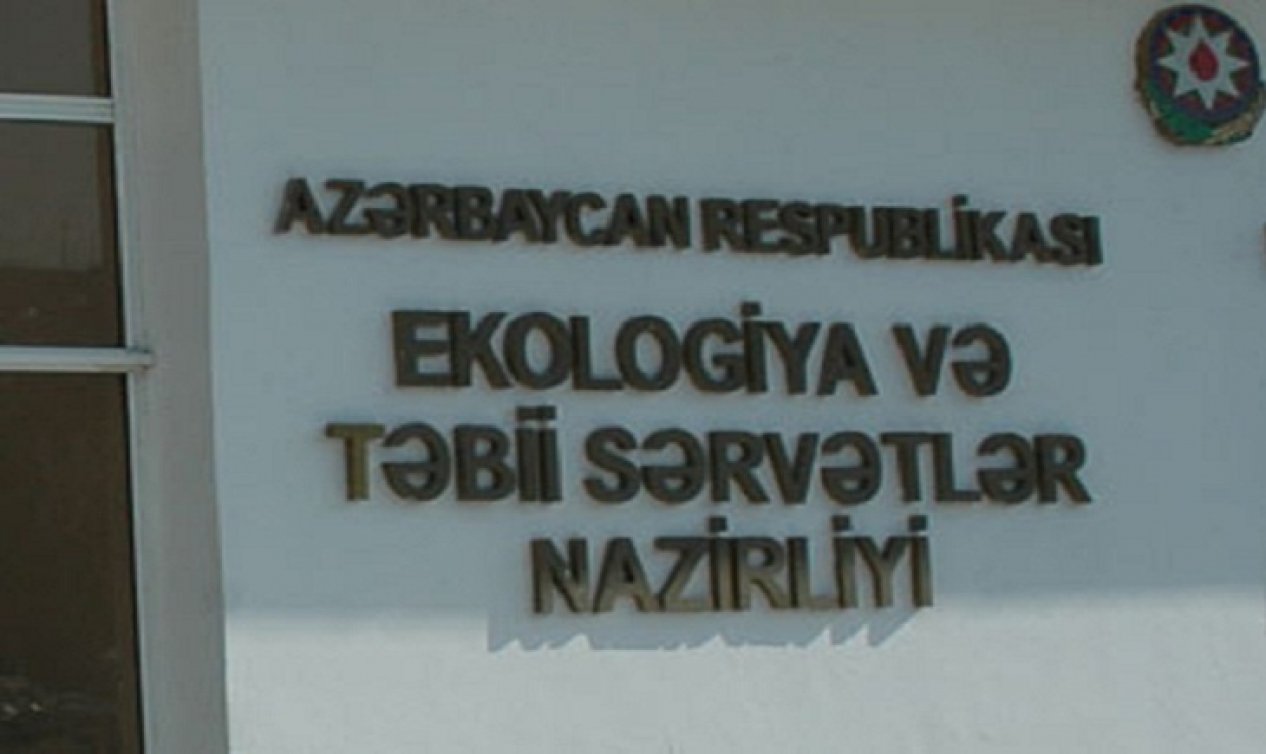 AZƏRBAYCAN RESPUBLİKASI
EKOLOGİYA VƏ
TƏBİİ SƏRVƏTLƏR
NAZİRLİYİ